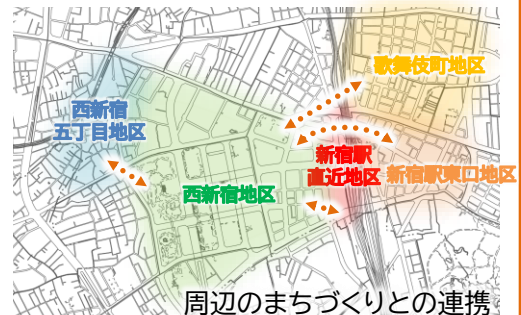 歌舞伎町地区
西新宿
五丁目地区
新宿駅
直近地区
新宿駅東口地区
西新宿地区
周辺のまちづくりとの連携